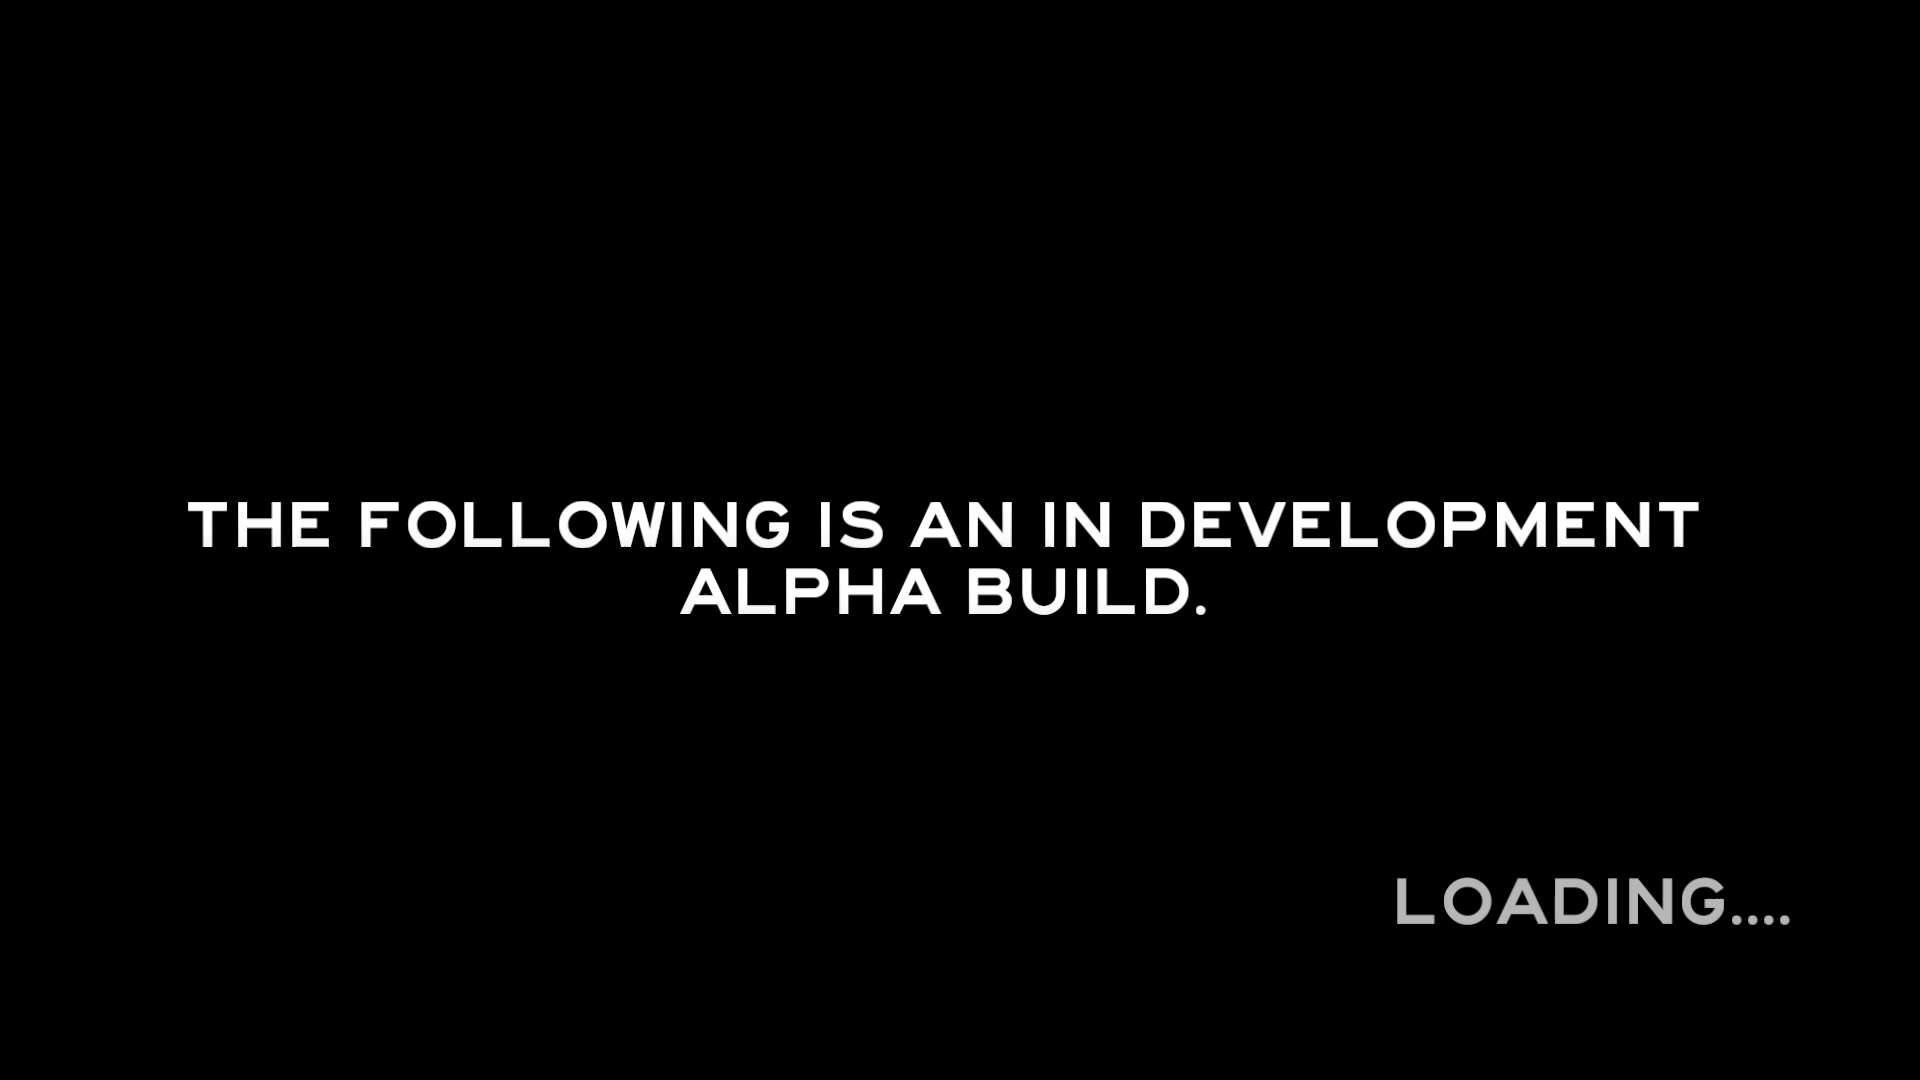 THE FOLLOWING IS AN IN DEVELOPMENT
ALPHA BUILD.
LOADING....